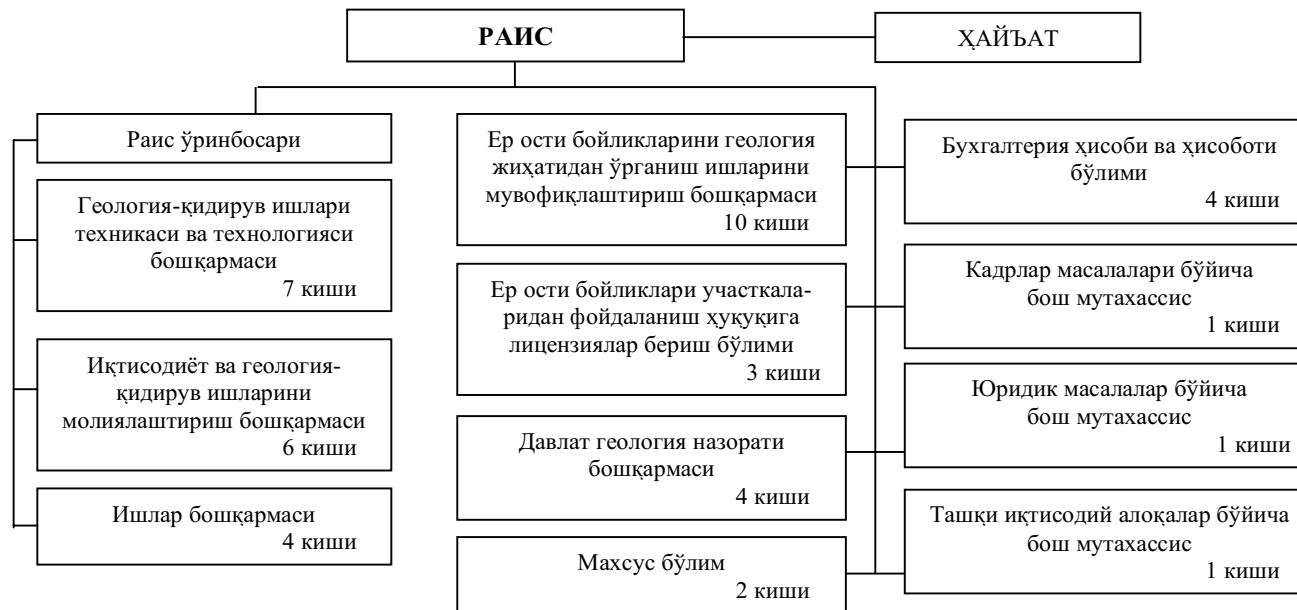 РАИС
ҲАЙЪАТ
Раис ўринбосари
Геология-қидирув ишлари
техникаси ва технологияси
бошқармаси
7 киши
Иқтисодиёт ва геология-
қидирув ишларини
молиялаштириш бошқармаси
6 киши
Ишлар бошқармаси
4 киши
Ер ости бойликларини геология
жиҳатидан ўрганиш ишларини
мувофиқлаштириш бошқармаси
10 киши
Ер ости бойликлари участкала-
ридан фойдаланиш ҳуқуқига
лицензиялар бериш бўлими
3 киши
Давлат геология назорати
бошқармаси
4 киши
Махсус бўлим
2 киши
Бухгалтерия ҳисоби ва ҳисоботи
бўлими
4 киши
Кадрлар масалалари бўйича
бош мутахассис
1 киши
Юридик масалалар бўйича
бош мутахассис
1 киши
Ташқи иқтисодий алоқалар бўйича
бош мутахассис
1 киши